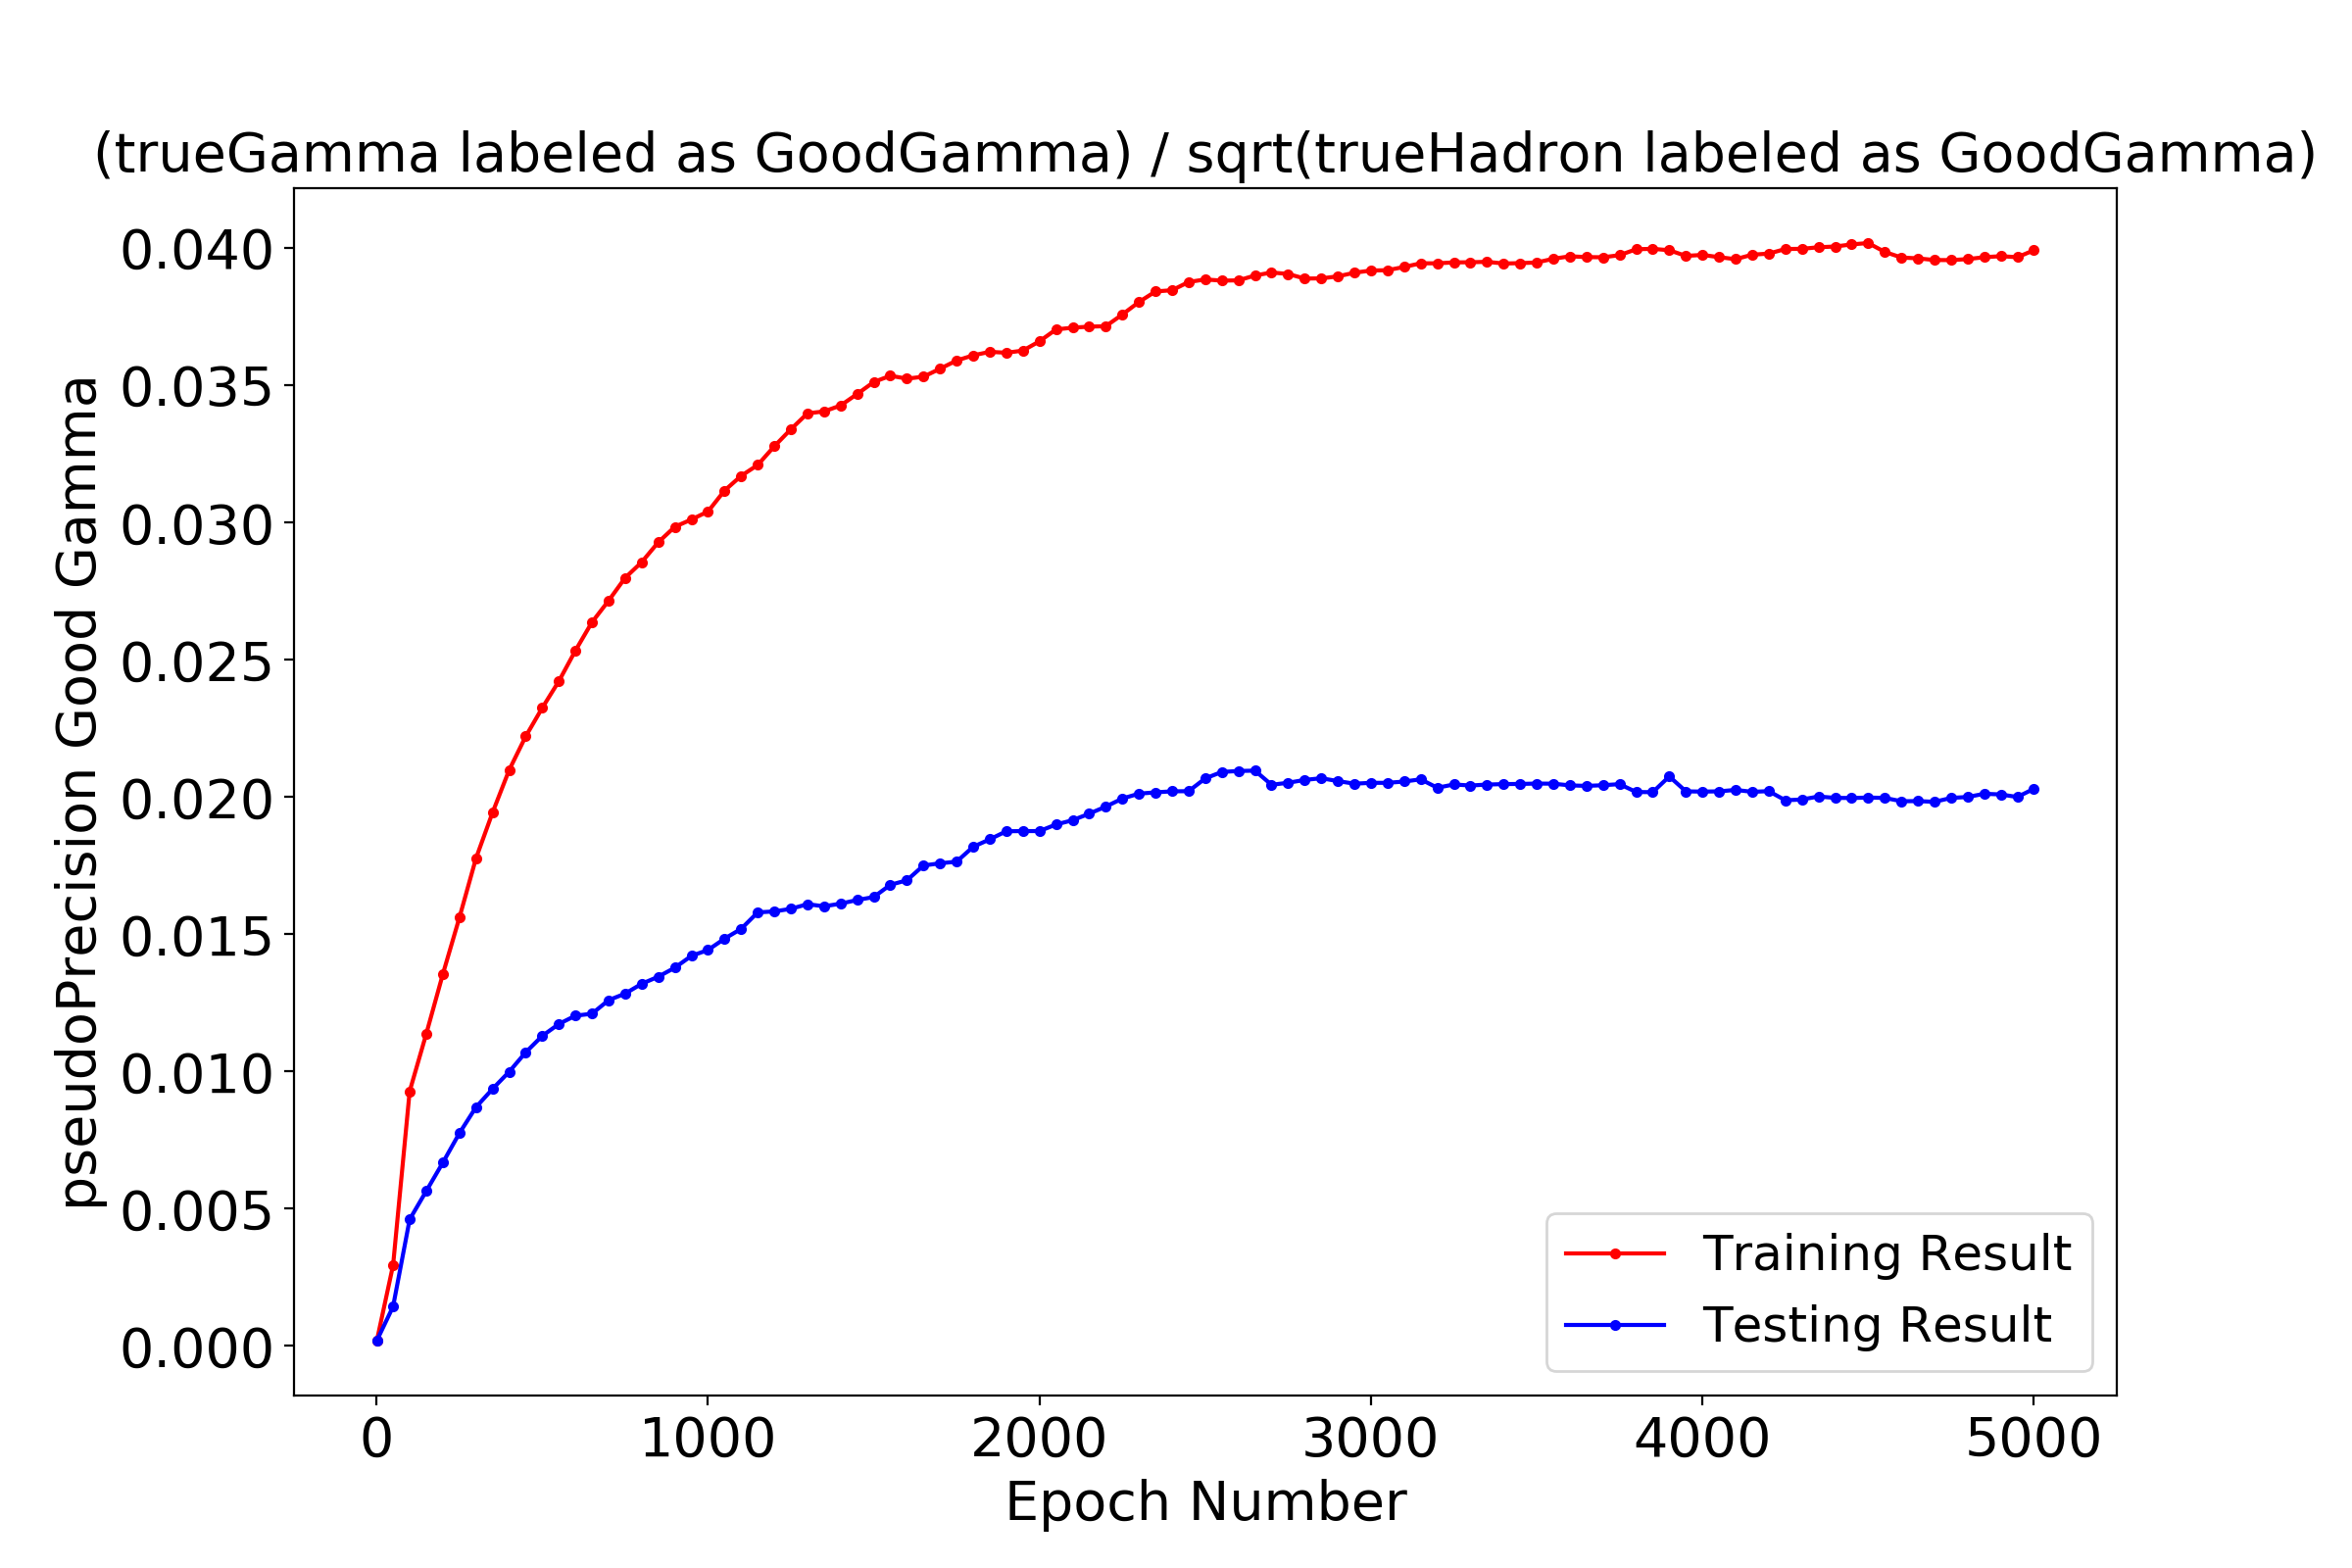 (trueGamma labeled as GoodGamma) / sqrt(trueHadron labeled as GoodGamma)
pseudoPrecision Good Gamma
0.040
0.035
0.030
0.025
0.020
0.015
0.010
0.005
0.000
Training Result
Testing Result
0 1000 2000 3000 4000 5000
Epoch Number